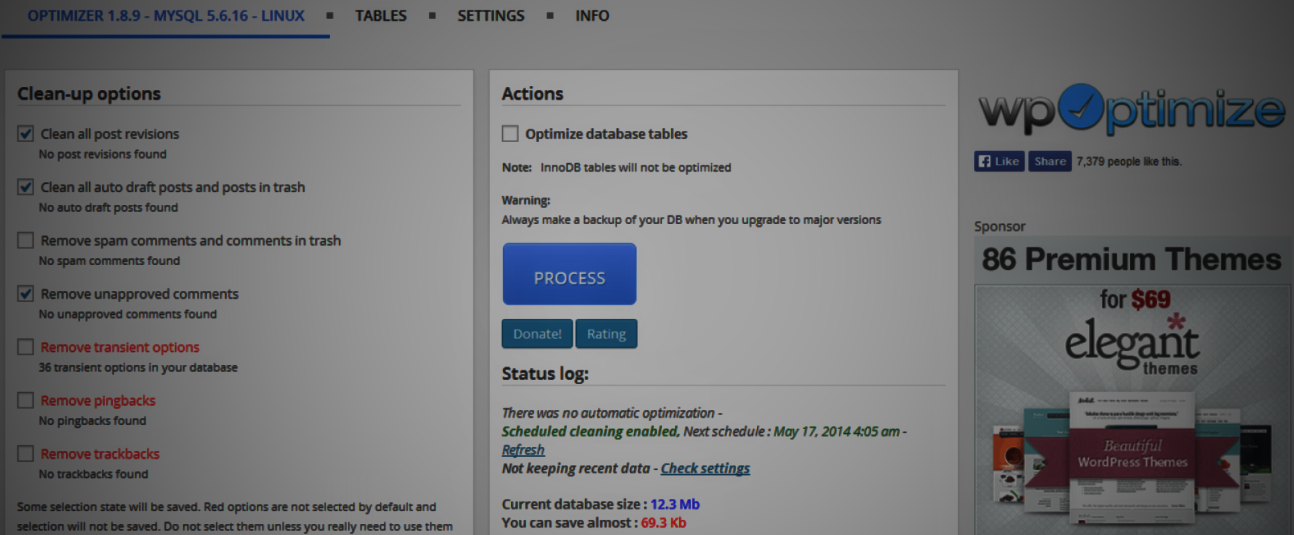 OPTIMIZER 1.8.9 - MYSQL 5.6.16 - LINUX TABLES SETTINGS INFO
Clean-up options
Clean all post revisions
No post revisions found
Clean all auto draft posts and posts in trash
No auto draft posts found
Remove spam comments and comments in trash
No spam comments found
Remove unapproved comments
No unapproved comments found
Remove transient options
36 transient options in your database
Remove pingbacks
No pingbacks found
Remove trackbacks
No trackbacks found
Some selection state will be saved. Red options are not selected by default and
selection will not be saved. Do not select them unless you really need to use them
Actions
Optimize database tables
Note: InnoDB tables will not be optimized
Warning:
Always make a backup of your DB when you upgrade to major versions
PROCESS
Donate! Rating
Status log:
There was no automatic optimization -
Scheduled cleaning enabled, Next schedule : May 17, 2014 4:05 am -
Refresh
Not keeping recent data - Check settings
Current database size : 12.3 Mb
You can save almost : 69.3 Kb
wp optimize
Like Share 7,379 people like this.
Sponsor
86 Premium Themes
for $69
elegant
themes
Beautiful
WordPress Themes